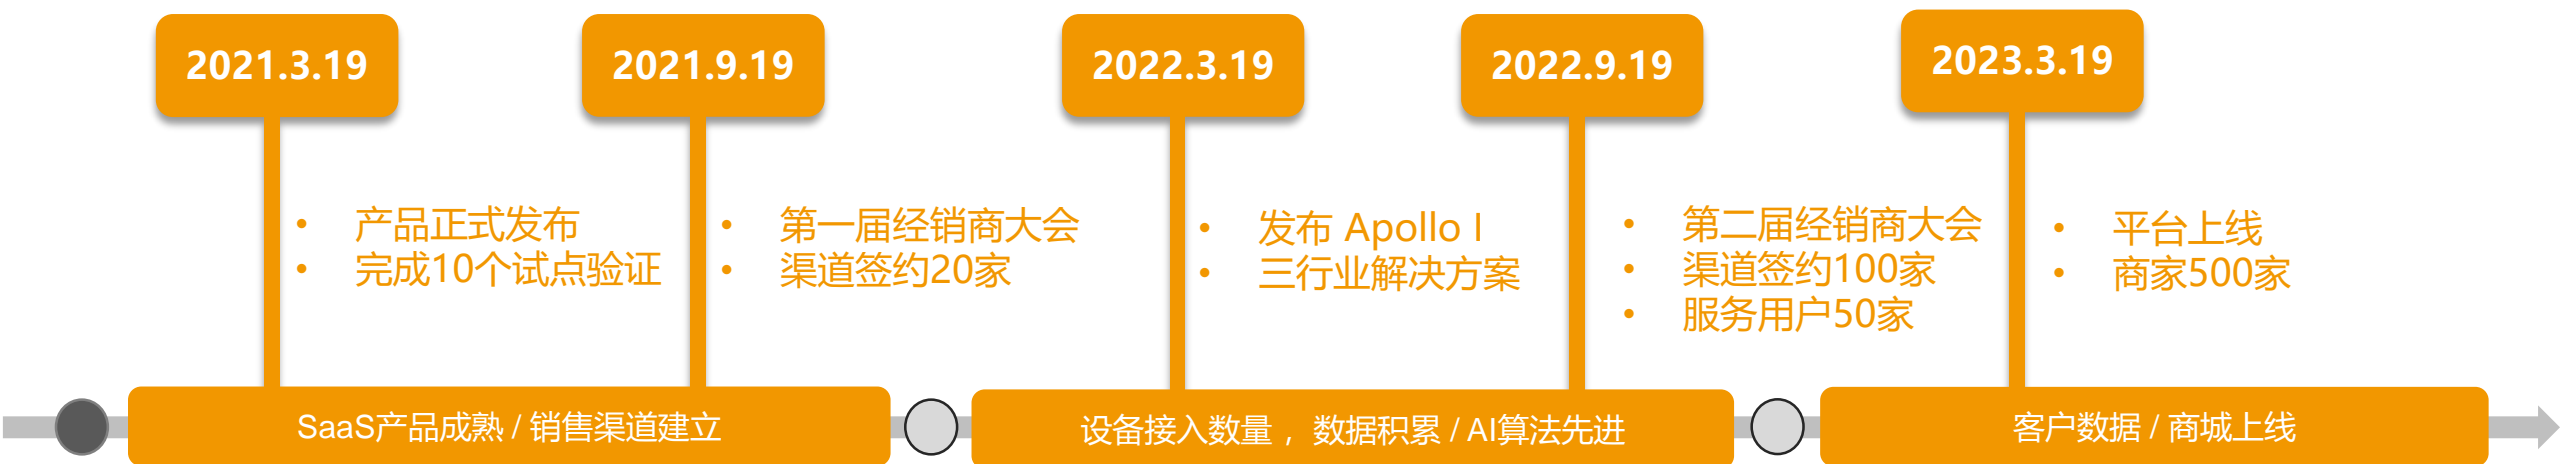 2021.3.19
2021.9.19
2022.3.19
2022.9.19
2023.3.19
• 产品正式发布
• 完成10个试点验证
• 第一届经销商大会
• 渠道签约20家
• 发布 Apollo I
• 三行业解决方案
• 第二届经销商大会
• 渠道签约100家
• 服务用户50家
• 平台上线
• 商家500家
SaaS产品成熟 / 销售渠道建立
设备接入数量，数据积累 / AI算法先进
客户数据 / 商城上线